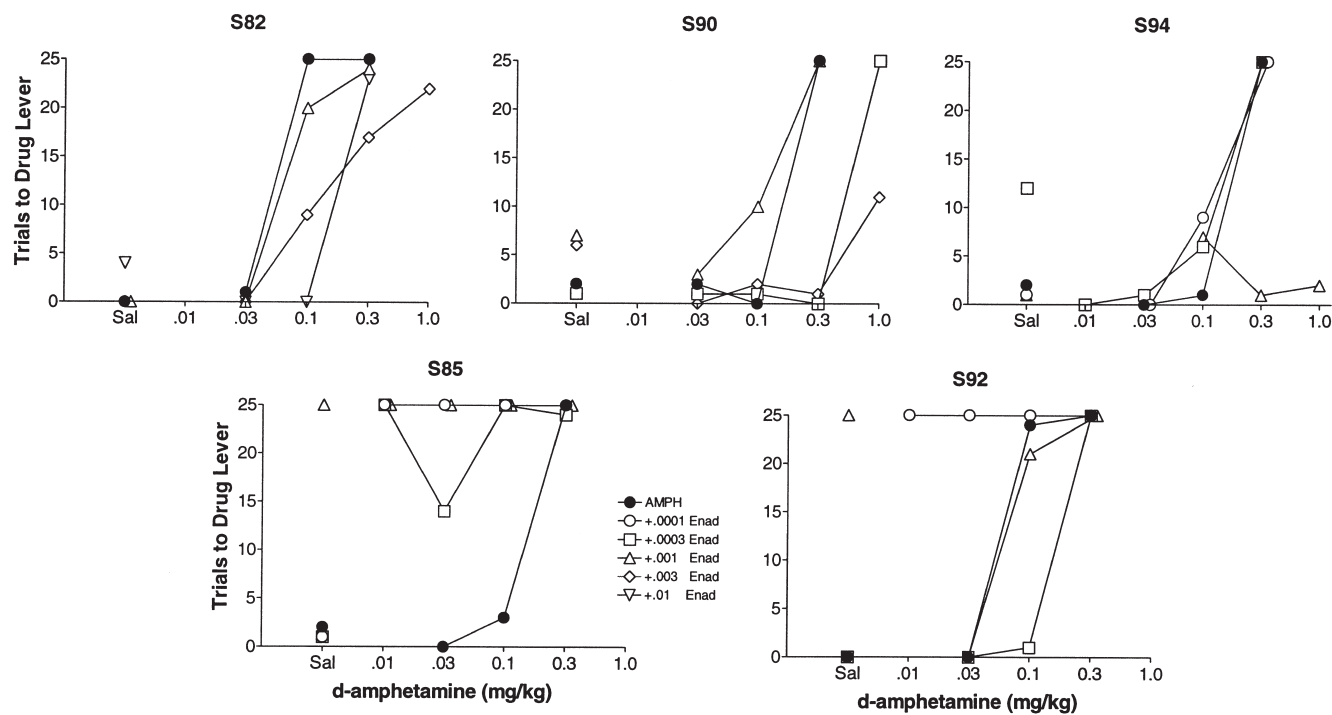 S82
S90
S94
Trials to Drug Lever
25
20
15
10
5
0
Sal .01 .03 0.1 0.3 1.0
25
20
15
10
5
0
Sal .01 .03 0.1 0.3 1.0
25
20
15
10
5
0
Sal .01 .03 0.1 0.3 1.0
S85
S92
Trials to Drug Lever
25
20
15
10
5
0
Sal .01 .03 0.1 0.3 1.0
d-amphetamine (mg/kg)
AMPH
+.0001 Enad
+.0003 Enad
+.001 Enad
+.003 Enad
+.01 Enad
25
20
15
10
5
0
Sal .01 .03 0.1 0.3 1.0
d-amphetamine (mg/kg)